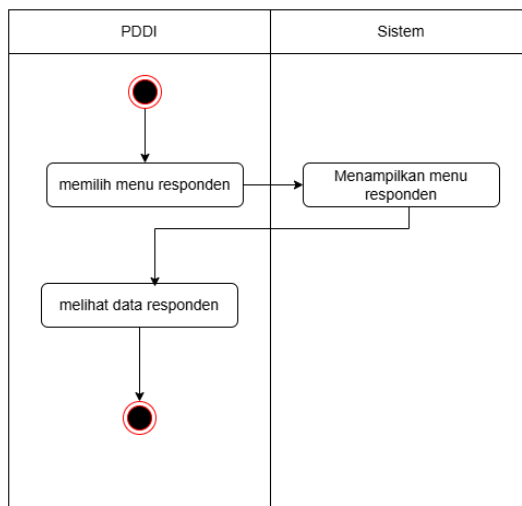 PDDI
Sistem
memilih menu responden
Menampilkan menu
responden
melihat data responden